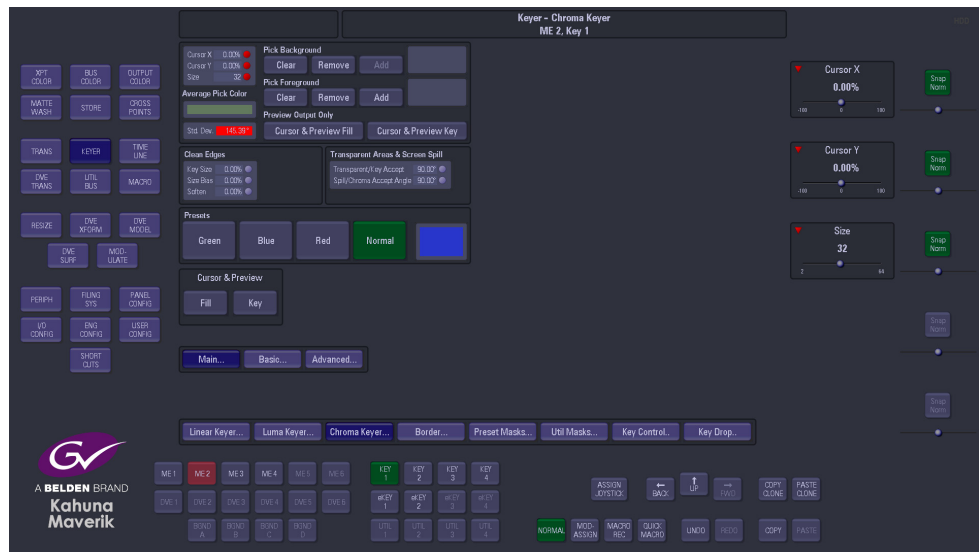 Keyer - Chroma Keyer
ME 2, Key 1
HDD
XPT
COLOR
BUS
COLOR
OUTPUT
COLOR
MATTE
WASH
STORE
CROSS
POINTS
TRANS
KEYER
TIME
LINE
DVE
TRANS
UTIL
BUS
MACRO
RESIZE
DVE
XFORM
DVE
MODEL
DVE
SURF
MOD-
ULATE
PERIPH
FILING
SYS
PANEL
CONFIG
I/O
CONFIG
ENG
CONFIG
USER
CONFIG
SHORT
CUTS
Cursor X 0.00%
Cursor Y 0.00%
Size 32
Average Pick Color
Std. Dev. 145.39°
Pick Background
Clear Remove Add
Pick Foreground
Clear Remove Add
Preview Output Only
Cursor & Preview Fill Cursor & Preview Key
Clean Edges
Key Size 0.00%
Size Bias 0.00%
Soften 0.00%
Transparent Areas & Screen Spill
Transparent/Key Accept 90.00°
Spill/Chroma Accept Angle 90.00°
Presets
Green Blue Red Normal
Cursor & Preview
Fill Key
Main... Basic... Advanced...
Linear Keyer... Luma Keyer... Chroma Keyer... Border... Preset Masks... Util Masks... Key Control.. Key Drop..
Cursor X
0.00%
-100 0 100
Snap
Norm
Cursor Y
0.00%
-100 0 100
Snap
Norm
Size
32
2 64
Snap
Norm
Snap
Norm
Snap
Norm
GV
A BELDEN BRAND
Kahuna
Maverik
ME 1 ME 2 ME 3 ME 4 ME 5 ME 6
DVE 1 DVE 2 DVE 3 DVE 4 DVE 5 DVE 6
BOND
A
BOND
B
BOND
C
BOND
D
KEY
1
KEY
2
KEY
3
KEY
4
eKEY
1
eKEY
2
eKEY
3
eKEY
4
UTIL
1
UTIL
2
UTIL
3
UTIL
4
ASSIGN
JOYSTICK
←
BACK
↑
UP
→
FWD
COPY
CLONE
PASTE
CLONE
NORMAL
MOD-
ASSIGN
MACRO
REC
QUICK
MACRO
UNDO
REDO
COPY
PASTE